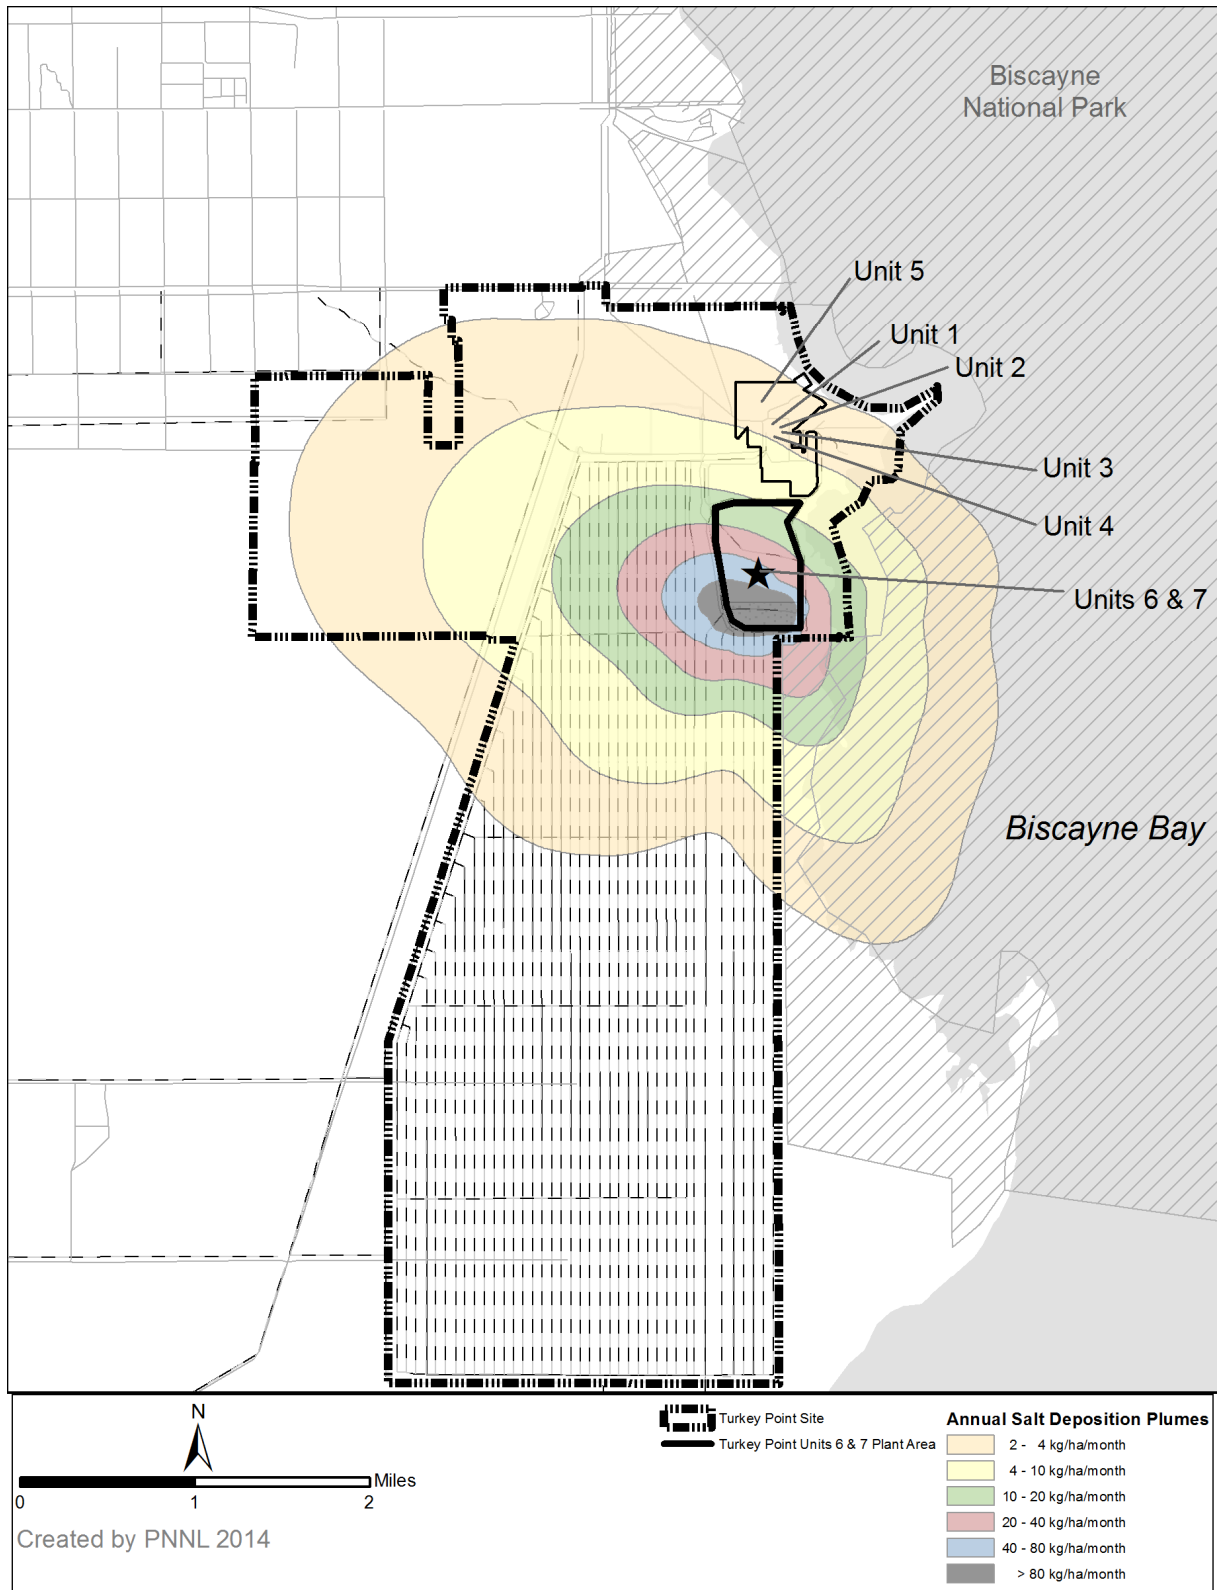 Biscayne
National Park
Unit 5
Unit 1
Unit 2
Unit 3
Unit 4
Units 6 & 7
Biscayne Bay
N
Miles
0 1 2
Created by PNNL 2014
Turkey Point Site
Turkey Point Units 6 & 7 Plant Area
Annual Salt Deposition Plumes
2 - 4 kg/ha/month
4 - 10 kg/ha/month
10 - 20 kg/ha/month
20 - 40 kg/ha/month
40 - 80 kg/ha/month
> 80 kg/ha/month